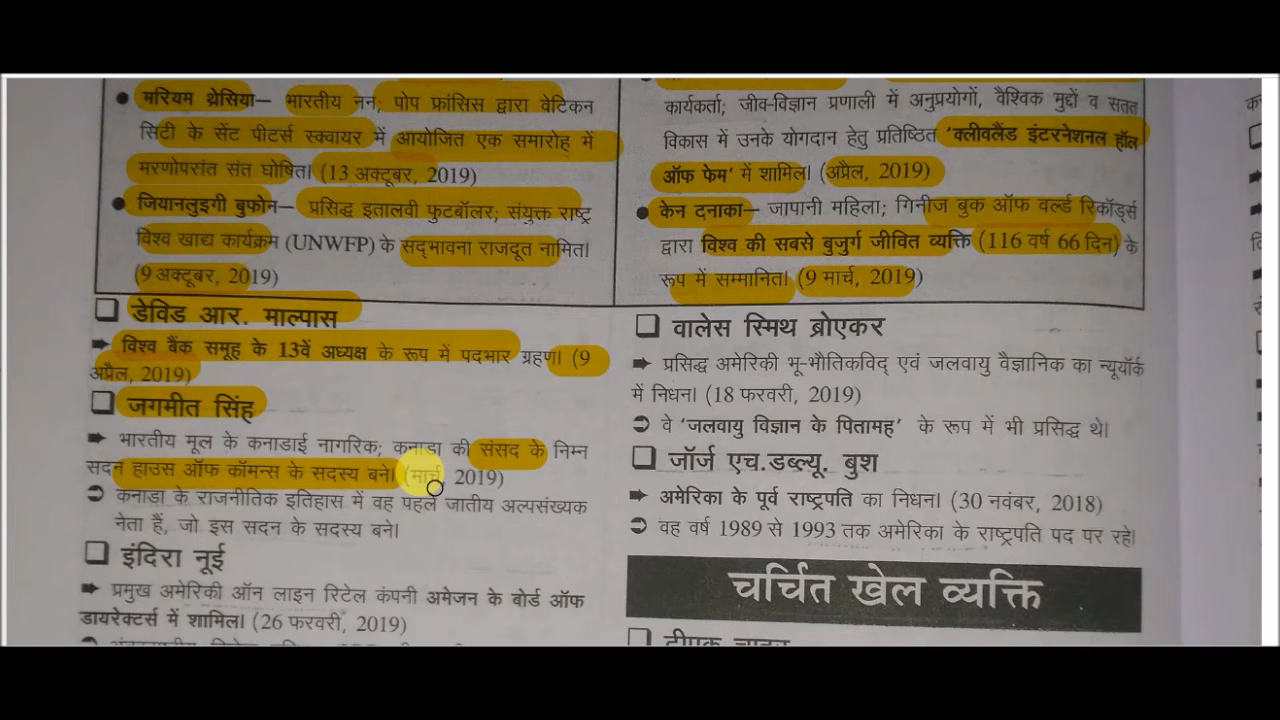 मरियम थ्रेसिया– भारतीय नन; पोप फ्रांसिस द्वारा वेटिकन
सिटी के सेंट पीटर्स स्क्वायर में आयोजित एक समारोह में
मरणोपरांत संत घोषित। (13 अक्टूबर, 2019)
जियानलुइगी बुफोन– प्रसिद्ध इतालवी फुटबॉलर; संयुक्त राष्ट्र
विश्व खाद्य कार्यक्रम (UNWFP) के सद्‌भावना राजदूत नामित।
(9 अक्टूबर, 2019)
डेविड आर. माल्पास
विश्व बैंक समूह के 13वें अध्यक्ष के रूप में पदभार ग्रहण। (9
अप्रैल, 2019)
जगमीत सिंह
भारतीय मूल के कनाडाई नागरिक; कनाडा की संसद के निम्न
सदन हाउस ऑफ कॉमन्स के सदस्य बने। (मार्च, 2019)
कनाडा के राजनीतिक इतिहास में वह पहले जातीय अल्पसंख्यक
नेता हैं, जो इस सदन के सदस्य बने।
इंदिरा नूई
प्रमुख अमेरिकी ऑन लाइन रिटेल कंपनी अमेजन के बोर्ड ऑफ
डायरेक्टर्स में शामिल। (26 फरवरी, 2019)
कार्यकर्ता; जीव-विज्ञान प्रणाली में अनुप्रयोगों, वैश्विक मुद्दों व सतत
विकास में उनके योगदान हेतु प्रतिष्ठित 'क्लीवलैंड इंटरनेशनल हॉल
ऑफ फेम' में शामिल। (अप्रैल, 2019)
केन तनाका– जापानी महिला; गिनीज बुक ऑफ वर्ल्ड रिकॉर्ड्स
द्वारा विश्व की सबसे बुजुर्ग जीवित व्यक्ति (116 वर्ष 66 दिन) के
रूप में सम्मानित। (9 मार्च, 2019)
वालेस स्मिथ ब्रोएकर
प्रसिद्ध अमेरिकी भू-भौतिकविद् एवं जलवायु वैज्ञानिक का न्यूयॉर्क
में निधन। (18 फरवरी, 2019)
वे 'जलवायु विज्ञान के पितामह' के रूप में भी प्रसिद्ध थे।
जॉर्ज एच.डब्ल्यू. बुश
अमेरिका के पूर्व राष्ट्रपति का निधन। (30 नवंबर, 2018)
वह वर्ष 1989 से 1993 तक अमेरिका के राष्ट्रपति पद पर रहे।
चर्चित खेल व्यक्ति